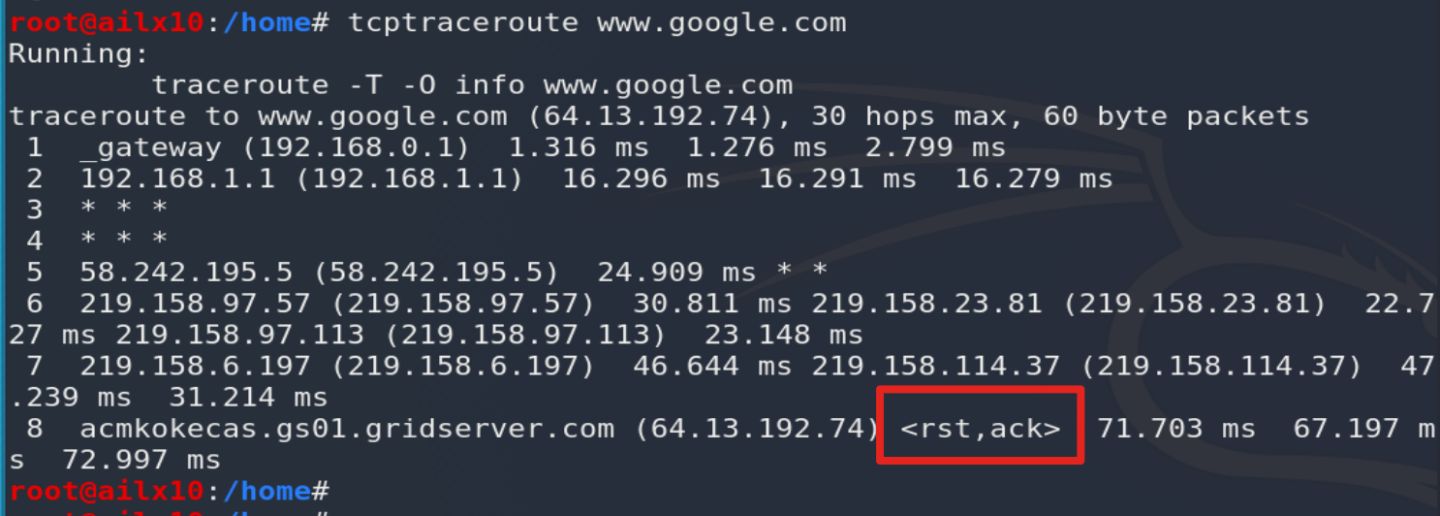 root@ailx10:/home# tcptraceroute www.google.com
Running:
        traceroute -T -O info www.google.com
traceroute to www.google.com (64.13.192.74), 30 hops max, 60 byte packets
 1  _gateway (192.168.0.1)  1.316 ms  1.276 ms  2.799 ms
 2  192.168.1.1 (192.168.1.1)  16.296 ms  16.291 ms  16.279 ms
 3  * * *
 4  * * *
 5  58.242.195.5 (58.242.195.5)  24.909 ms * *
 6  219.158.97.57 (219.158.97.57)  30.811 ms 219.158.23.81 (219.158.23.81)  22.7
27 ms 219.158.97.113 (219.158.97.113)  23.148 ms
 7  219.158.6.197 (219.158.6.197)  46.644 ms 219.158.114.37 (219.158.114.37)  47
.239 ms  31.214 ms
 8  acmkokecas.gs01.gridserver.com (64.13.192.74) <rst,ack>  71.703 ms  67.197 m
s  72.997 ms
root@ailx10:/home#